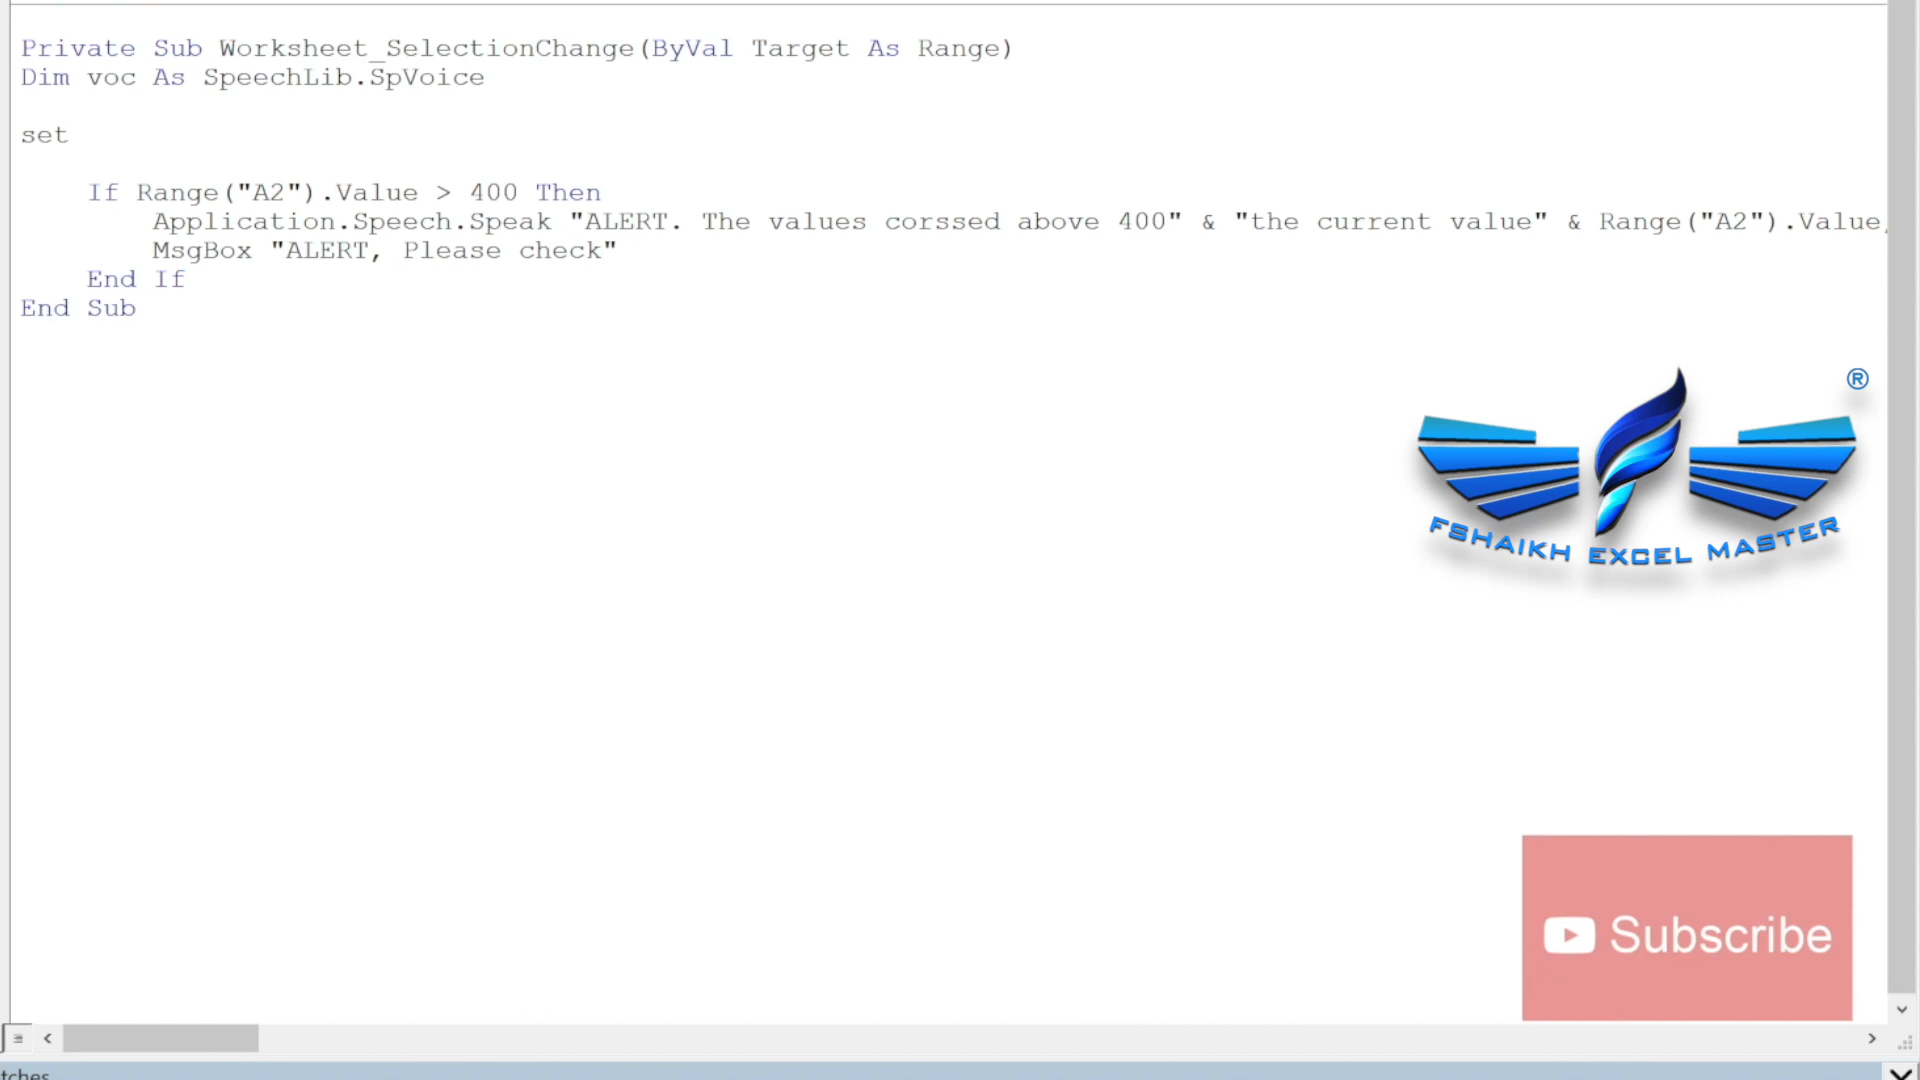 Private Sub Worksheet_SelectionChange(ByVal Target As Range)
Dim voc As SpeechLib.SpVoice
set
If Range("A2").Value > 400 Then
Application.Speech.Speak "ALERT. The values corssed above 400" & "the current value" & Range("A2").Value,
MsgBox "ALERT, Please check"
End If
End Sub
®
FSHAIKH EXCEL MASTER
Subscribe
tches